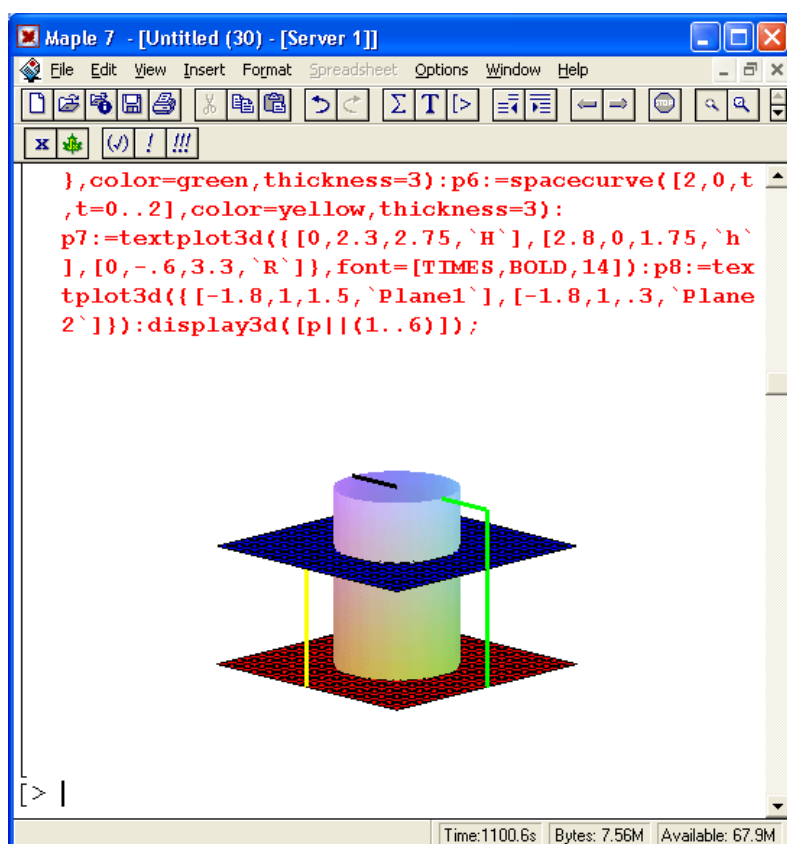 Maple 7 - [Untitled (30) - [Server 1]]
File Edit View Insert Format Spreadsheet Options Window Help
Σ T [>
STOP
x (√) ! !!!
},color=green,thickness=3):p6:=spacecurve([2,0,t
,t=0..2],color=yellow,thickness=3):
p7:=textplot3d({[0,2.3,2.75,`H`],[2.8,0,1.75,`h`
],[0,-.6,3.3,`R`]},font=[TIMES,BOLD,14]):p8:=tex
tplot3d({[-1.8,1,1.5,`Plane1`],[-1.8,1,.3,`Plane
2`]}):display3d([p||(1..6)]);
[>
Time:1100.6s Bytes: 7.56M Available: 67.9M